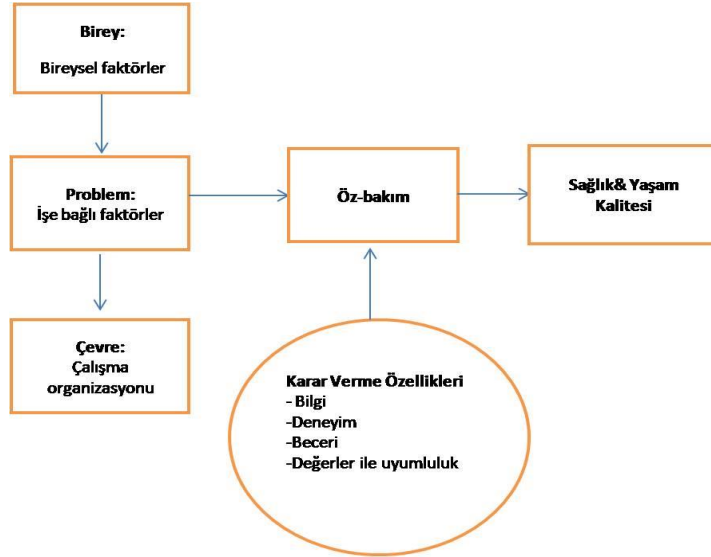 Birey:
Bireysel faktörler
Problem:
İşe bağlı faktörler
Öz-bakım
Sağlık& Yaşam
Kalitesi
Çevre:
Çalışma
organizasyonu
Karar Verme Özellikleri
- Bilgi
-Deneyim
-Beceri
-Değerler ile uyumluluk